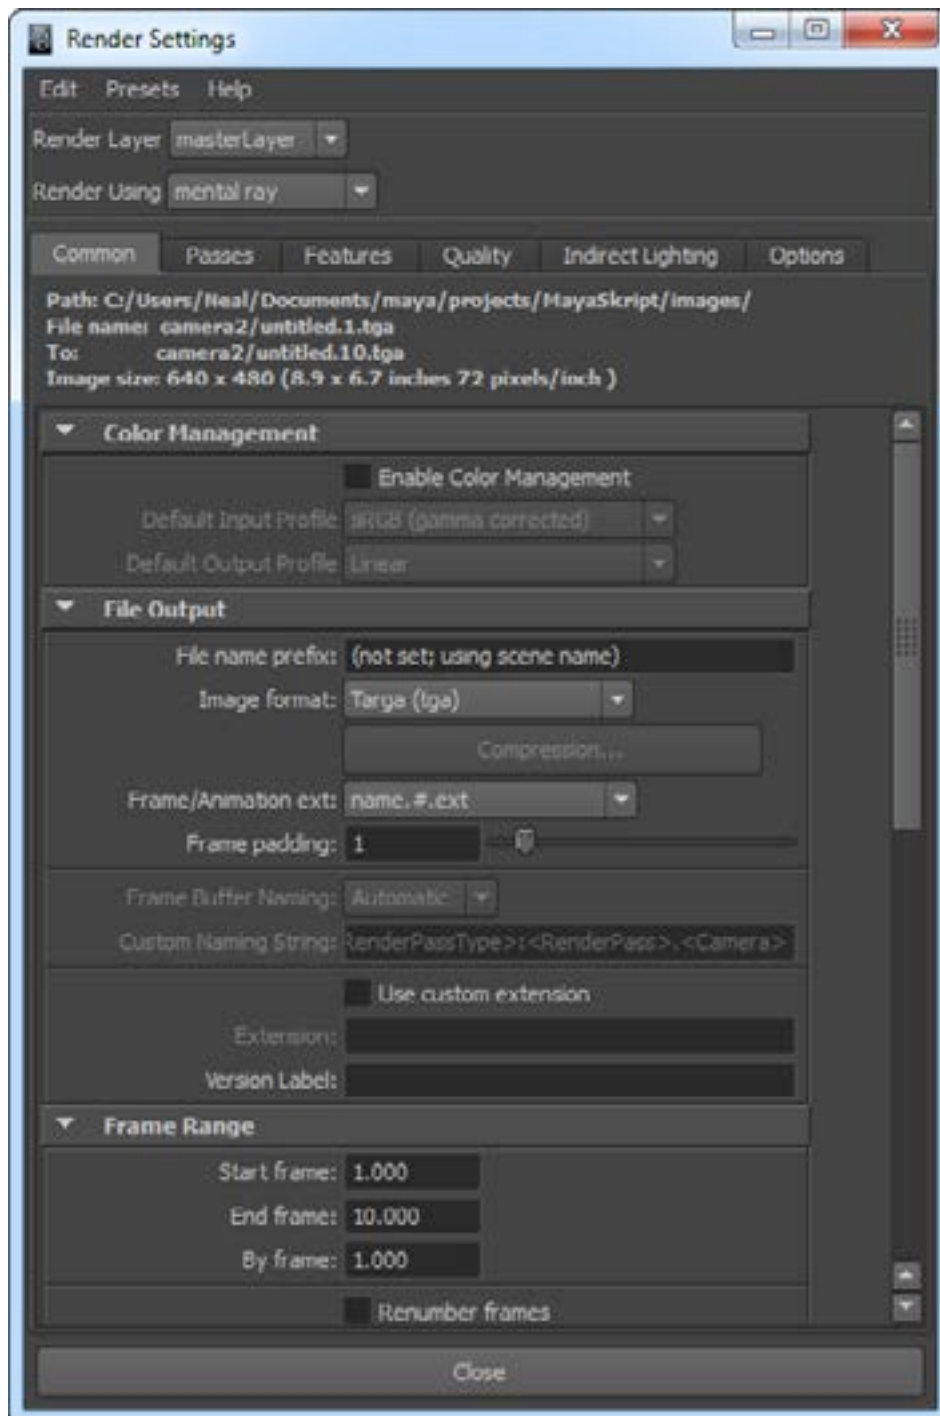 Render Settings
Edit Presets Help
Render Layer masterLayer
Render Using mental ray
Common Passes Features Quality Indirect Lighting Options
Path: C:/Users/Neal/Documents/maya/projects/MayaSkript/images/
File name: camera2/untitled.1.tga
To: camera2/untitled.10.tga
Image size: 640 x 480 (8.9 x 6.7 inches 72 pixels/inch )
Color Management
Enable Color Management
Default Input Profile sRGB (gamma corrected)
Default Output Profile Linear
File Output
File name prefix: (not set; using scene name)
Image format: Targa (tga)
Compression...
Frame/Animation ext: name.#.ext
Frame padding: 1
Frame Buffer Naming: Automatic
Custom Naming String: RenderPassType>:<RenderPass>.<Camera>
Use custom extension
Extension:
Version Label:
Frame Range
Start frame: 1.000
End frame: 10.000
By frame: 1.000
Renumber frames
Close